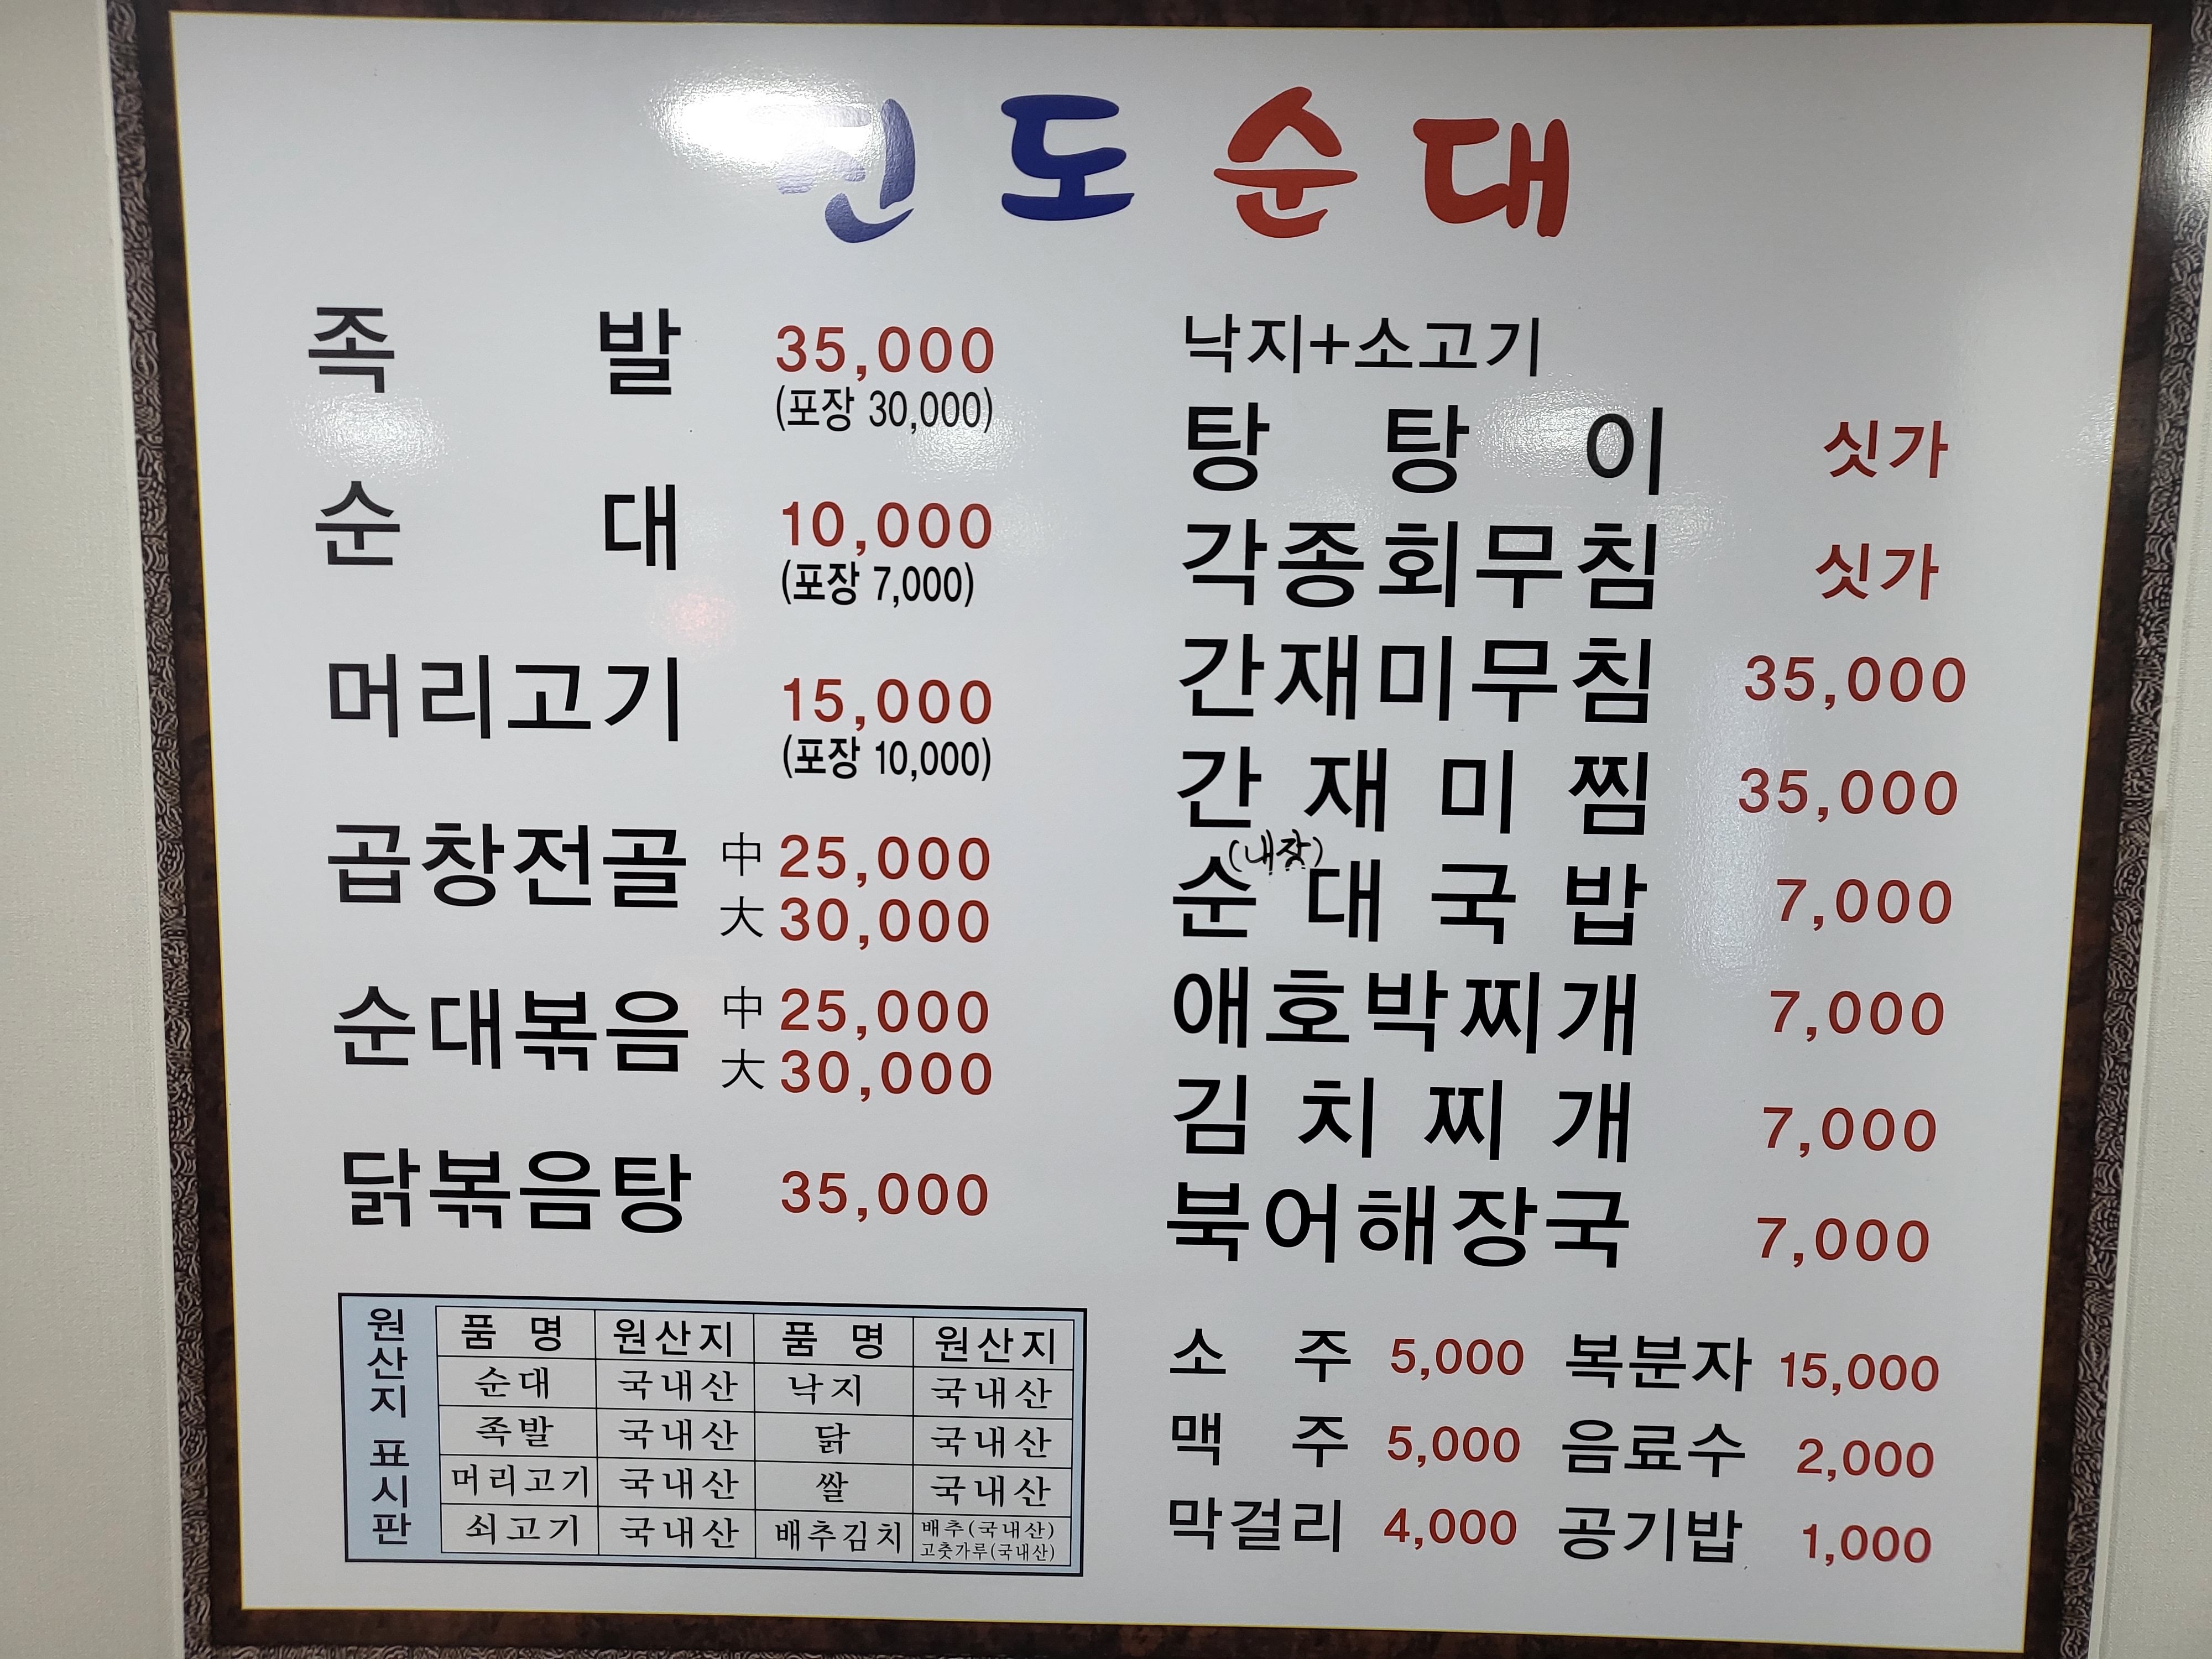 진도순대
족발 35,000
(포장 30,000)
순대 10,000
(포장 7,000)
머리고기 15,000
(포장 10,000)
곱창전골 中 25,000
大 30,000
순대볶음 中 25,000
大 30,000
닭볶음탕 35,000
낙지+소고기
탕탕이 싯가
각종회무침 싯가
간재미무침 35,000
간재미찜 35,000
(내장)
순대국밥 7,000
애호박찌개 7,000
김치찌개 7,000
북어해장국 7,000
원산지 표시판
품명 원산지 품명 원산지
순대 국내산 낙지 국내산
족발 국내산 닭 국내산
머리고기 국내산 쌀 국내산
쇠고기 국내산 배추김치 배추(국내산)
고춧가루(국내산)
소주 5,000 복분자 15,000
맥주 5,000 음료수 2,000
막걸리 4,000 공기밥 1,000